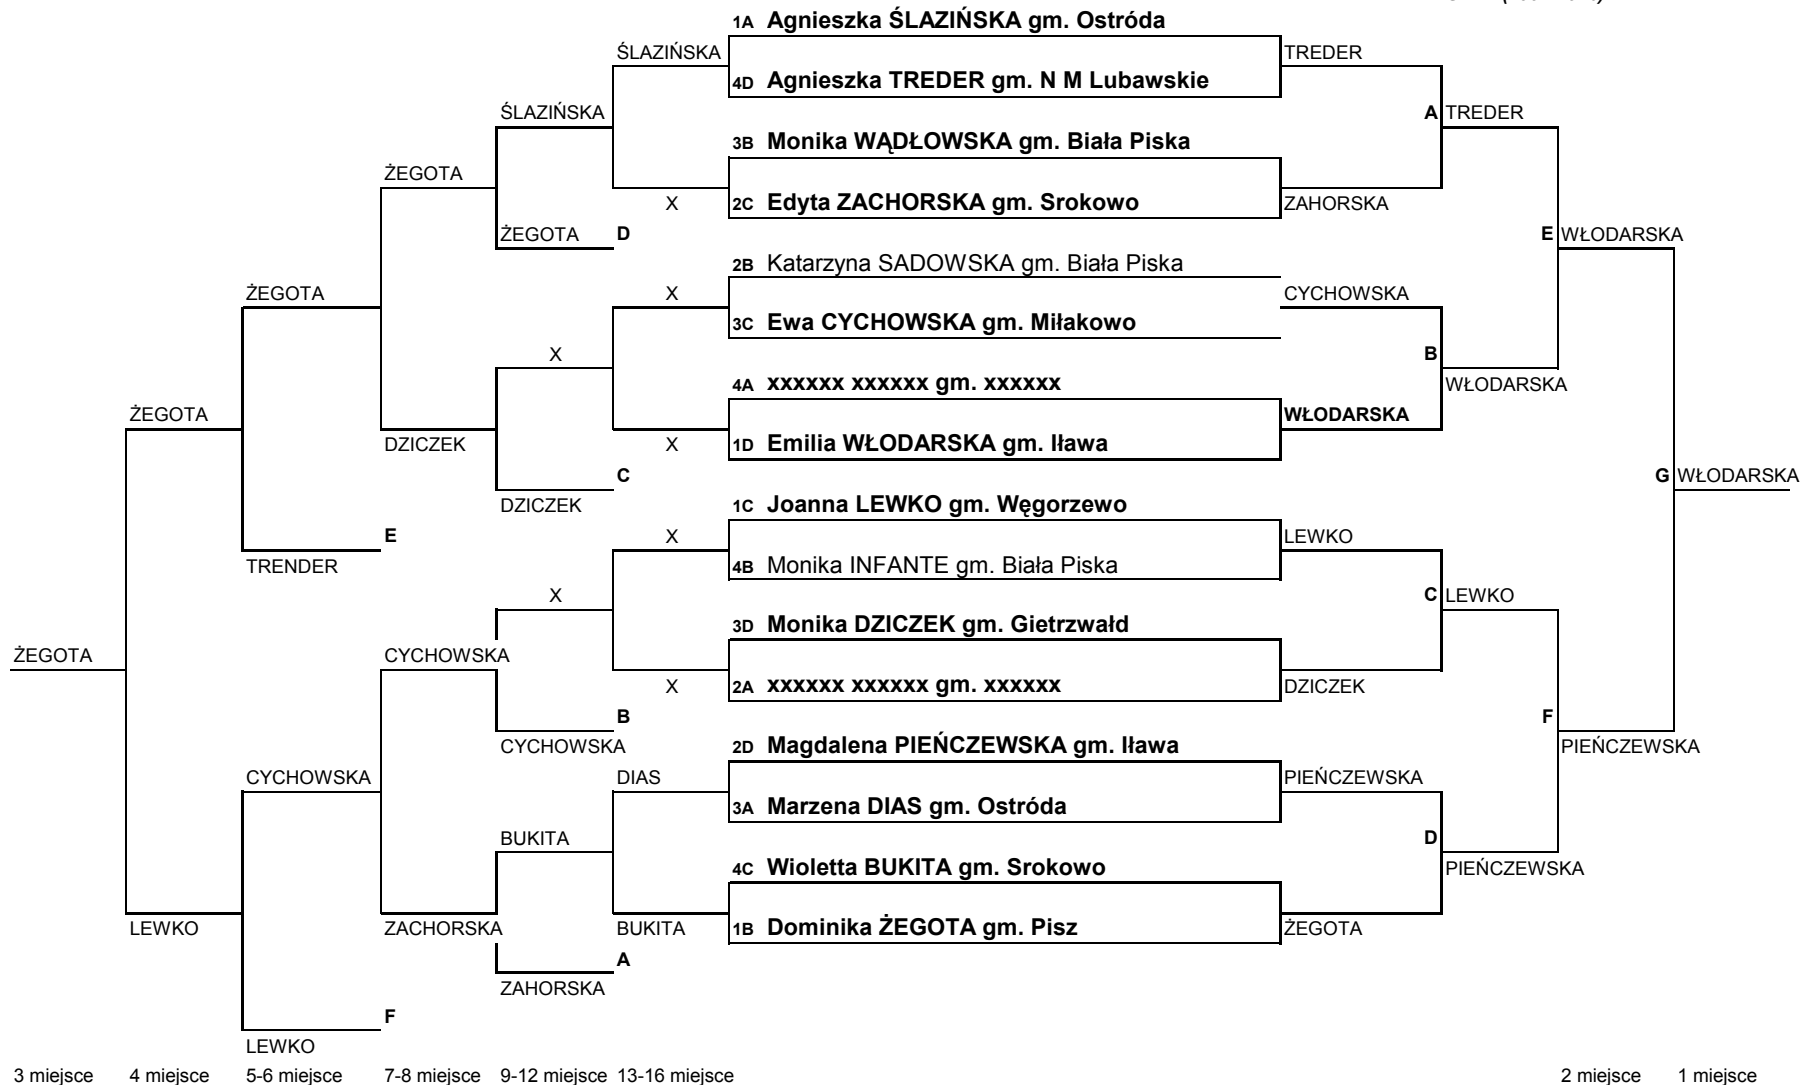 1A Agnieszka ŚLAZIŃSKA gm. Ostróda
ŚLAZIŃSKA TREDER
4D Agnieszka TREDER gm. N M Lubawskie
ŚLAZIŃSKA A TREDER
3B Monika WĄDŁOWSKA gm. Biała Piska
ŻEGOTA
X 2C Edyta ZACHORSKA gm. Srokowo ZAHORSKA
ŻEGOTA D E WŁODARSKA
2B Katarzyna SADOWSKA gm. Biała Piska
ŻEGOTA X CYCHOWSKA
3C Ewa CYCHOWSKA gm. Miłakowo
X B
4A xxxxxx xxxxxx gm. xxxxxx WŁODARSKA
ŻEGOTA WŁODARSKA
DZICZEK X 1D Emilia WŁODARSKA gm. Iława
C G WŁODARSKA
DZICZEK 1C Joanna LEWKO gm. Węgorzewo
E X LEWKO
TRENDER 4B Monika INFANTE gm. Biała Piska
X C LEWKO
3D Monika DZICZEK gm. Gietrzwałd
ŻEGOTA CYCHOWSKA
X 2A xxxxxx xxxxxx gm. xxxxxx DZICZEK
B F
CYCHOWSKA 2D Magdalena PIEŃCZEWSKA gm. Iława PIEŃCZEWSKA
CYCHOWSKA DIAS PIEŃCZEWSKA
3A Marzena DIAS gm. Ostróda
BUKITA D
4C Wioletta BUKITA gm. Srokowo PIEŃCZEWSKA
LEWKO ZACHORSKA BUKITA 1B Dominika ŻEGOTA gm. Pisz ŻEGOTA
A
ZAHORSKA
F
LEWKO
3 miejsce 4 miejsce 5-6 miejsce 7-8 miejsce 9-12 miejsce 13-16 miejsce 2 miejsce 1 miejsce